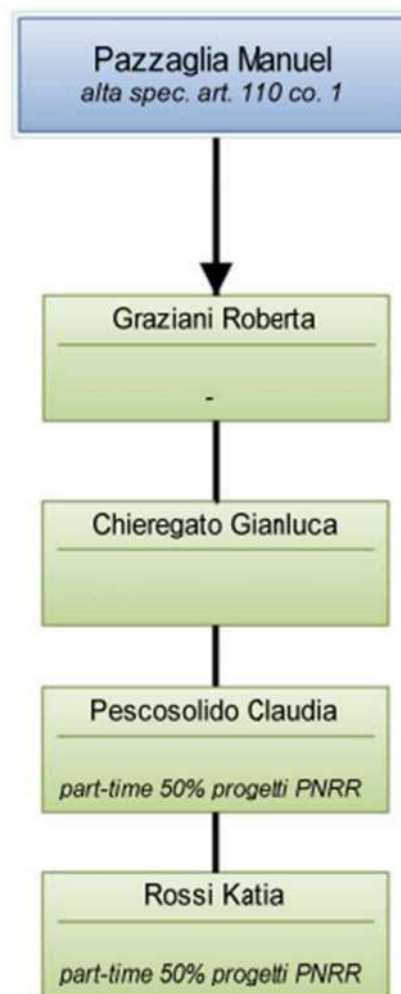 Pazzaglia Manuel
alta spec. art. 110 co. 1
Graziani Roberta
-
Chieregato Gianluca
Pescosolido Claudia
part-time 50% progetti PNRR
Rossi Katia
part-time 50% progetti PNRR